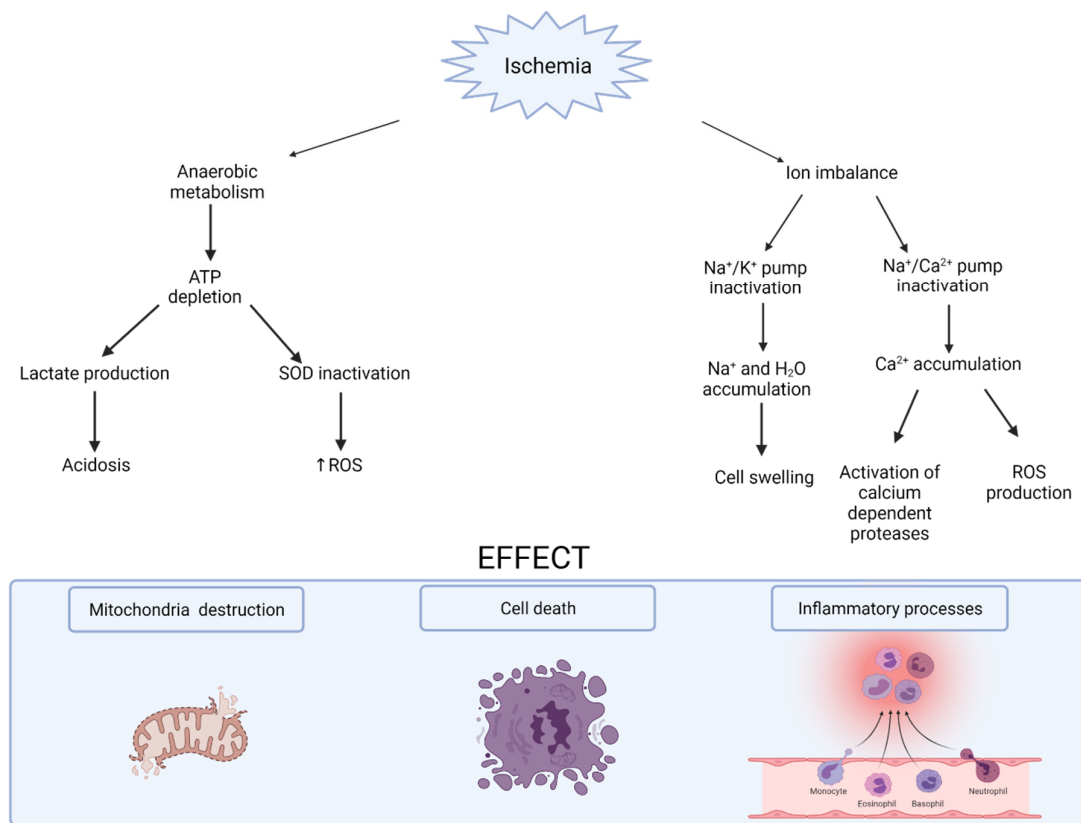 Ischemia
Anaerobic
metabolism
ATP
depletion
Lactate production
SOD inactivation
Acidosis
↑ROS
Ion imbalance
Na⁺/K⁺ pump
inactivation
Na⁺/Ca²⁺ pump
inactivation
Na⁺ and H₂O
accumulation
Ca²⁺ accumulation
Cell swelling
Activation of
calcium
dependent
proteases
ROS
production
EFFECT
Mitochondria destruction
Cell death
Inflammatory processes
Monocyte
Eosinophil
Basophil
Neutrophil